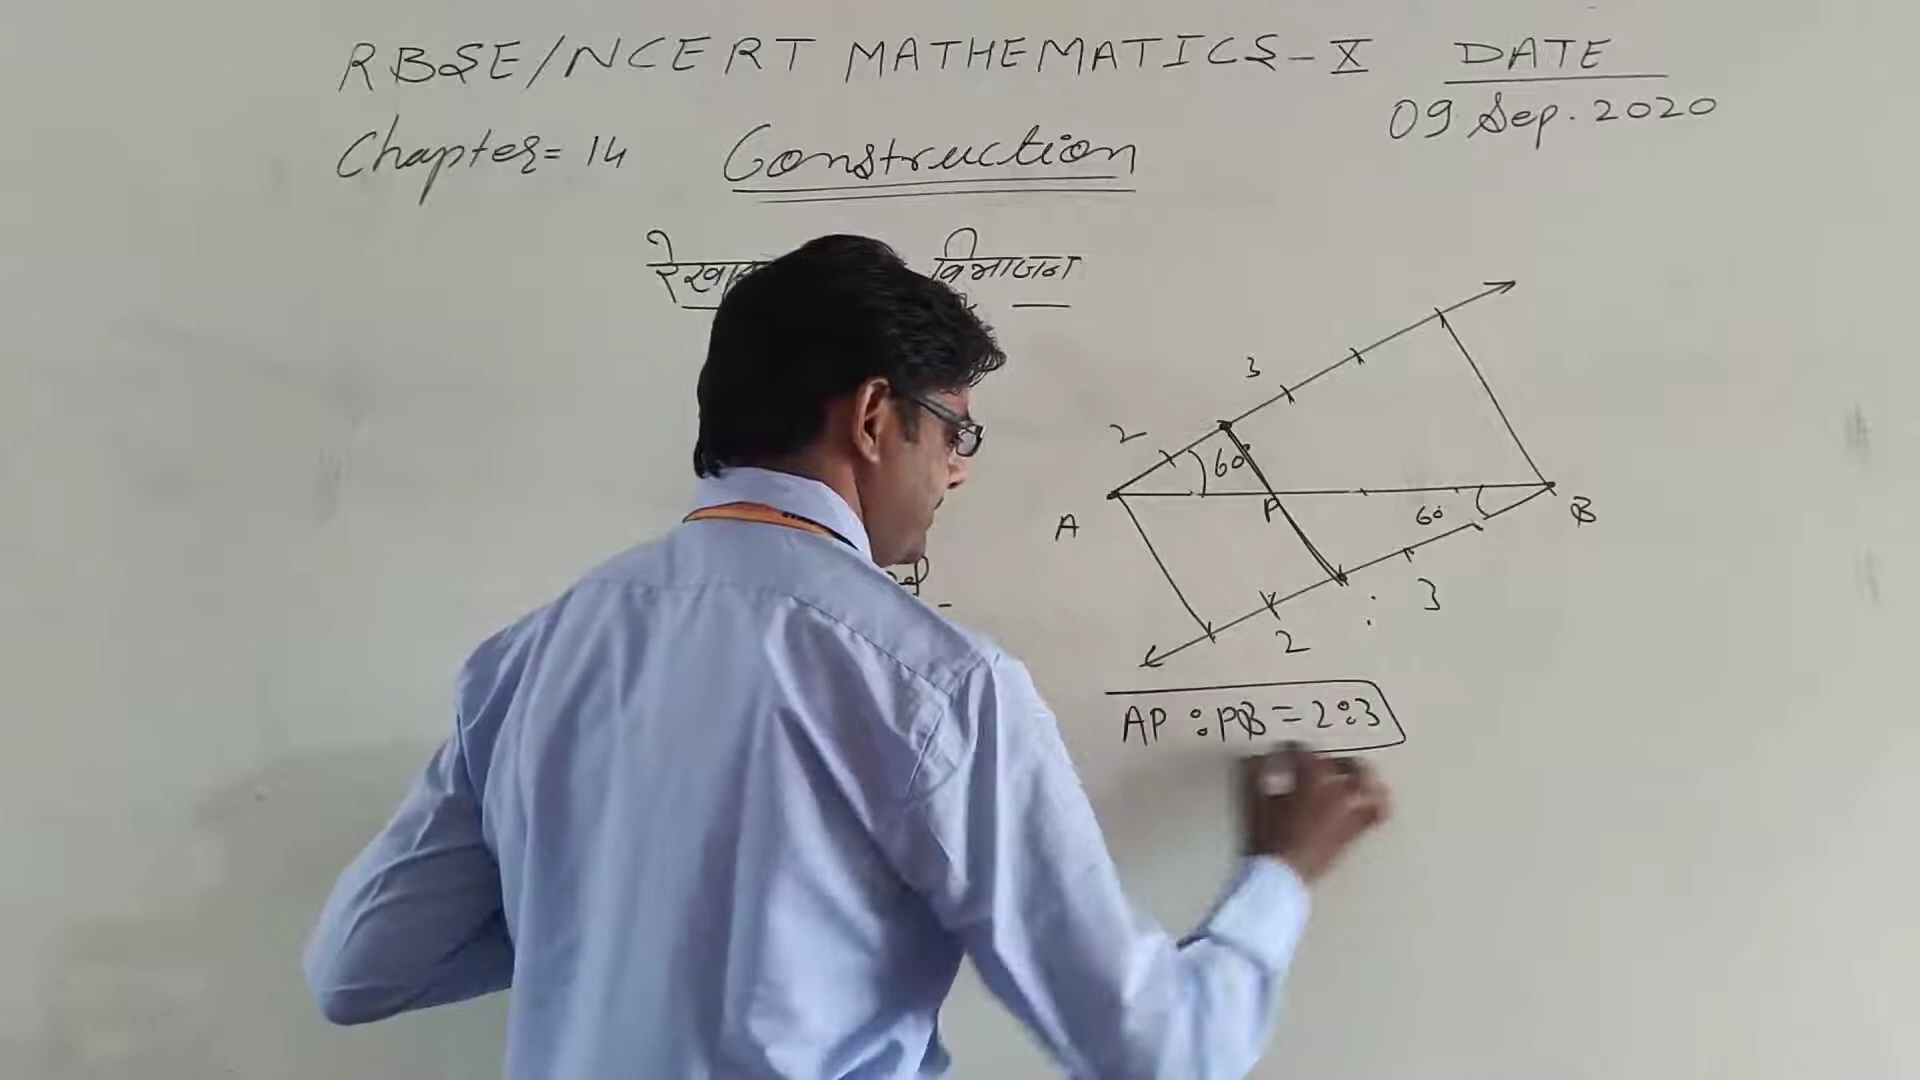 RBSE/NCERT MATHEMATICS-X DATE
09 Sep. 2020
Chapter= 14 Construction
विभाजन
3
2
60°
A
P
60
B
3
:
2
AP : PB = 2:3